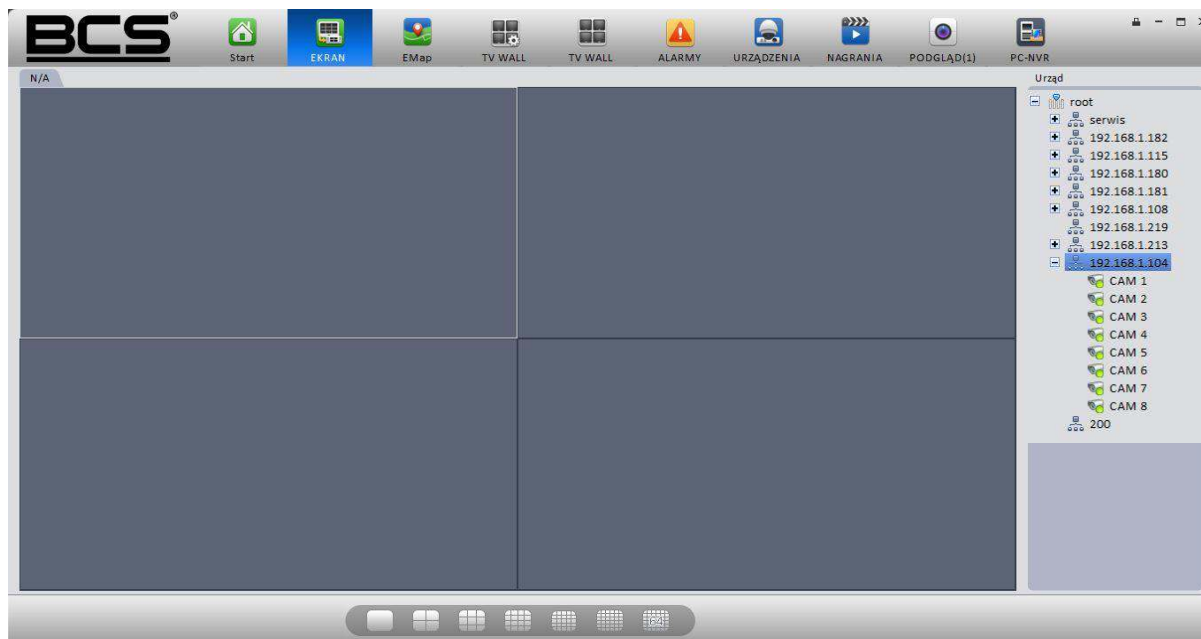 BCS®
Start
EKRAN
EMap
TV WALL
TV WALL
ALARMY
URZĄDZENIA
NAGRANIA
PODGLĄD(1)
PC-NVR
N/A
Urząd
root
serwis
192.168.1.182
192.168.1.115
192.168.1.180
192.168.1.181
192.168.1.108
192.168.1.219
192.168.1.213
192.168.1.104
CAM 1
CAM 2
CAM 3
CAM 4
CAM 5
CAM 6
CAM 7
CAM 8
200
64